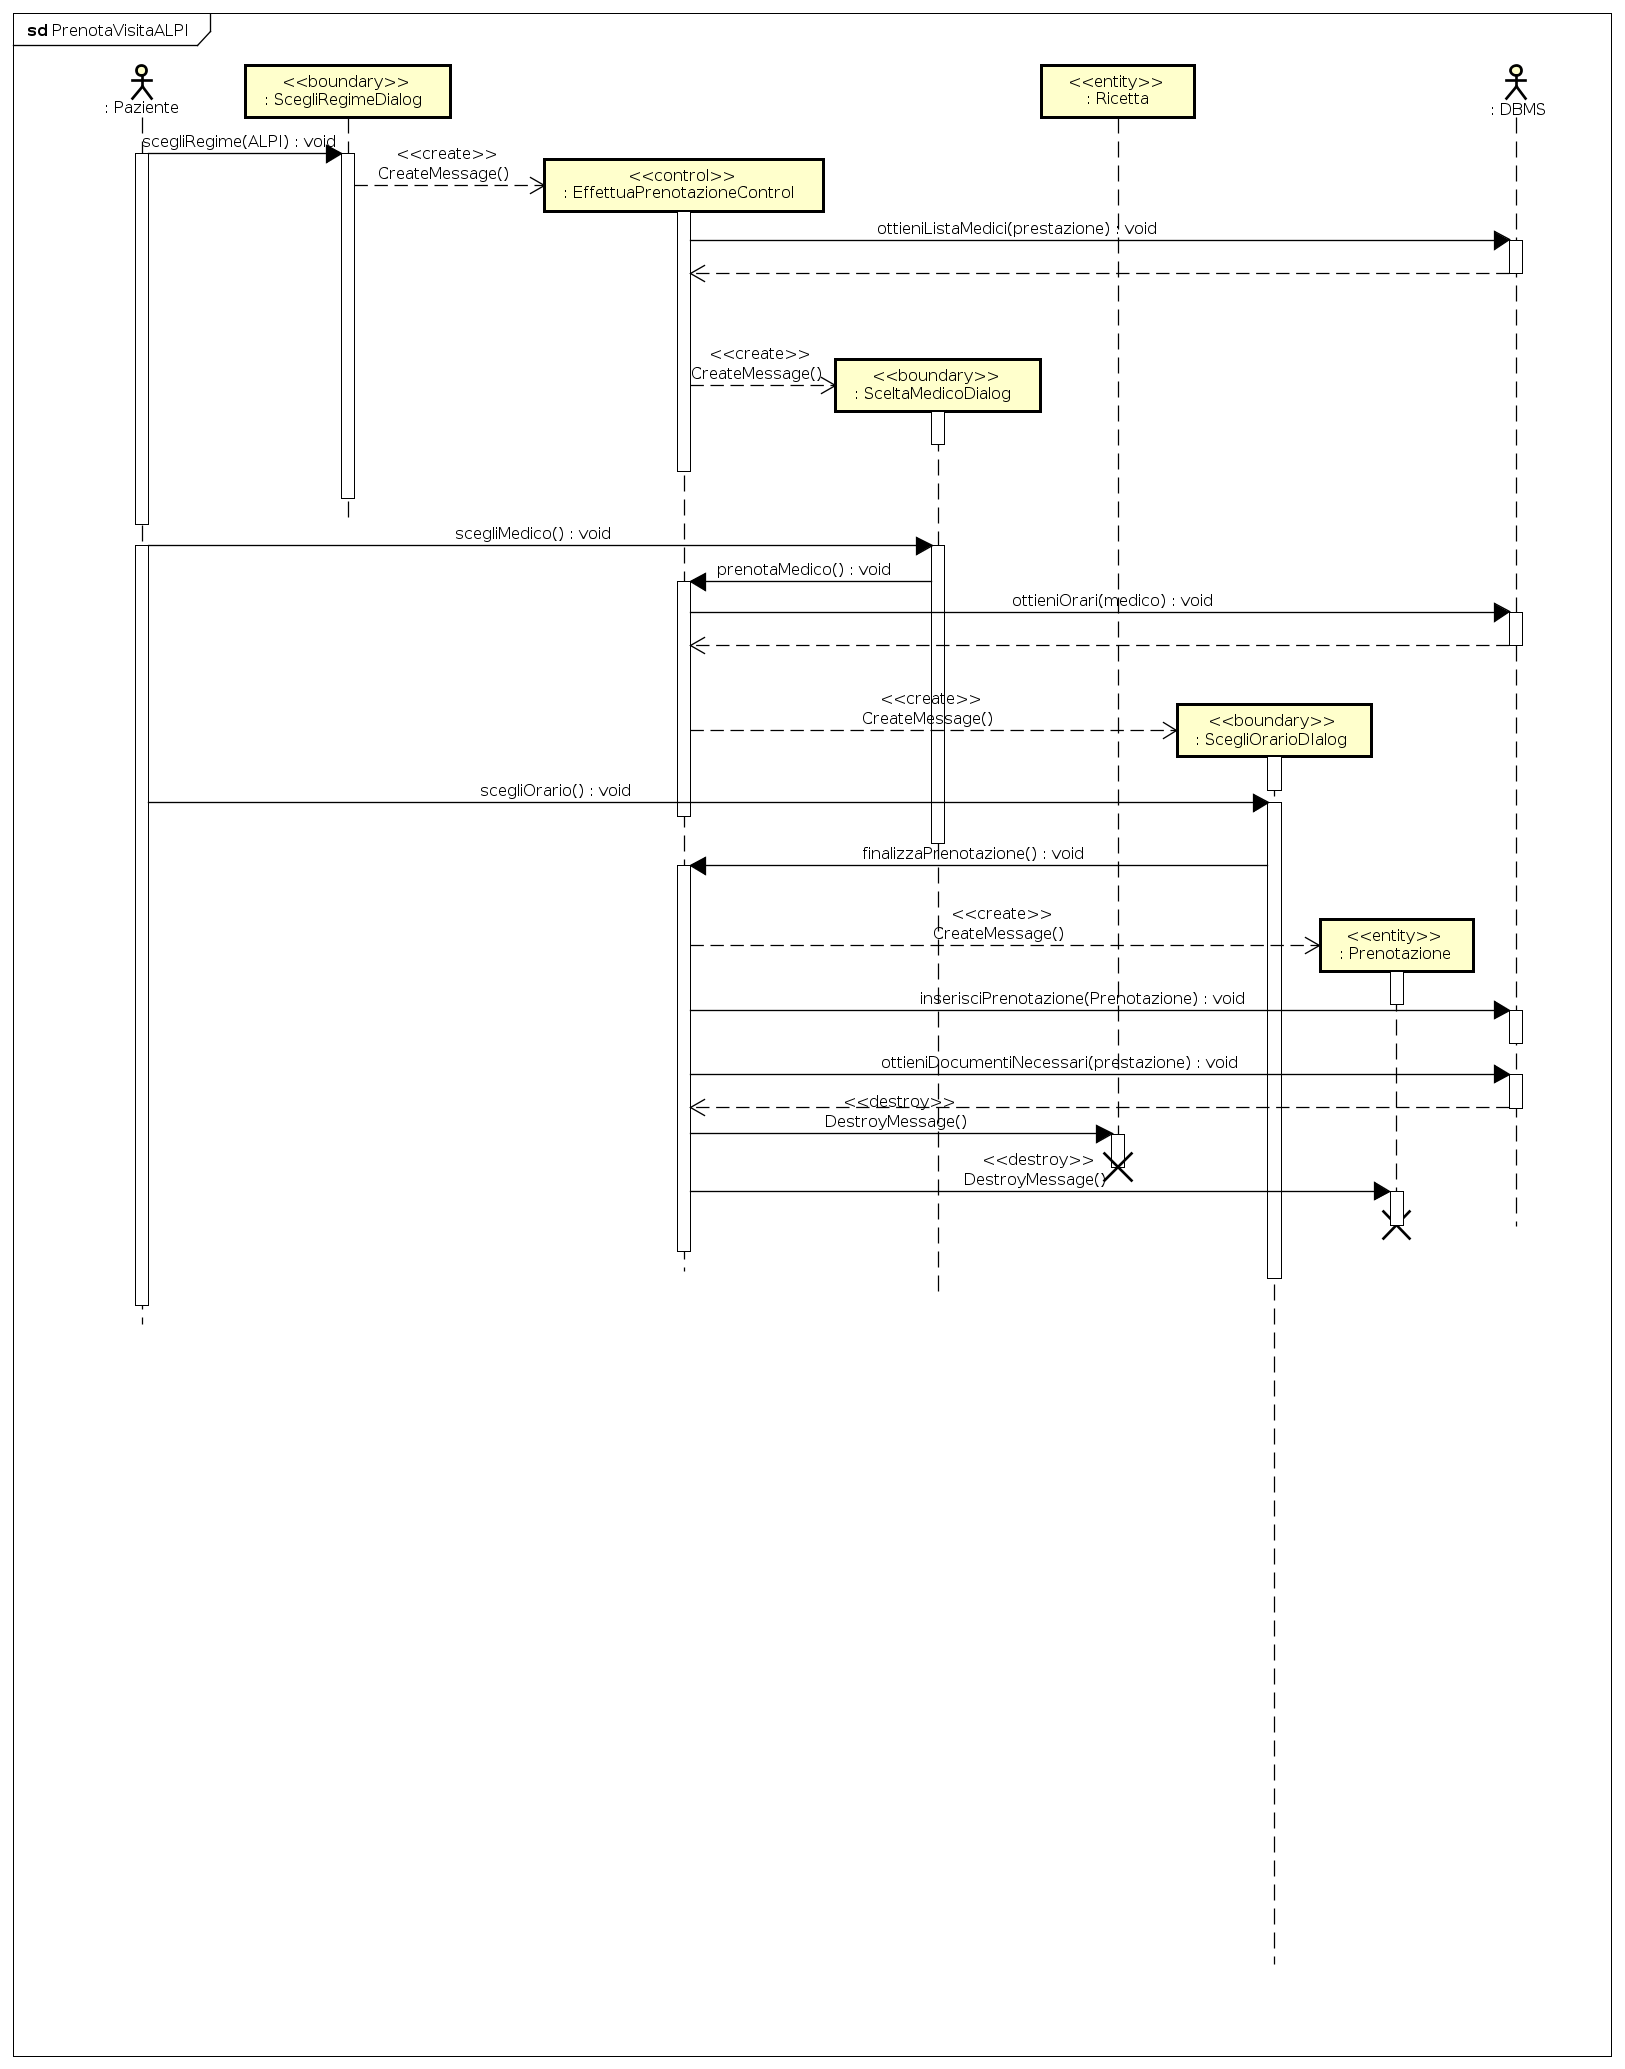 sd PrenotaVisitaALPI
: Paziente
<<boundary>>
: ScegliRegimeDialog
<<entity>>
: Ricetta
: DBMS
scegliRegime(ALPI) : void
<<create>>
CreateMessage()
<<control>>
: EffettuaPrenotazioneControl
ottieniListaMedici(prestazione) : void
<<create>>
CreateMessage()
<<boundary>>
: SceltaMedicoDialog
scegliMedico() : void
prenotaMedico() : void
ottieniOrari(medico) : void
<<create>>
CreateMessage()
<<boundary>>
: ScegliOrarioDIalog
scegliOrario() : void
finalizzaPrenotazione() : void
<<create>>
CreateMessage()
<<entity>>
: Prenotazione
inserisciPrenotazione(Prenotazione) : void
ottieniDocumentiNecessari(prestazione) : void
<<destroy>>
DestroyMessage()
<<destroy>>
DestroyMessage()